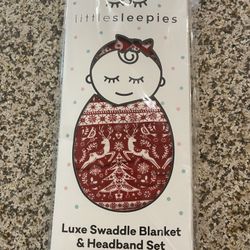 littlesleepies
Luxe Swaddle Blanket
& Headband Set